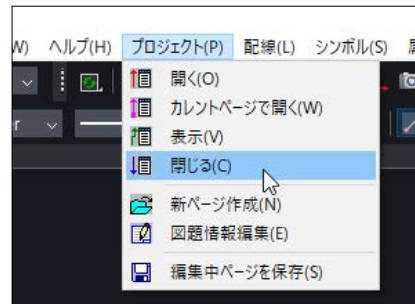 W) ヘルプ(H) プロジェクト(P) 配線(L) シンボル(S)
開く(O)
カレントページで開く(W)
表示(V)
閉じる(C)
新ページ作成(N)
図題情報編集(E)
編集中ページを保存(S)